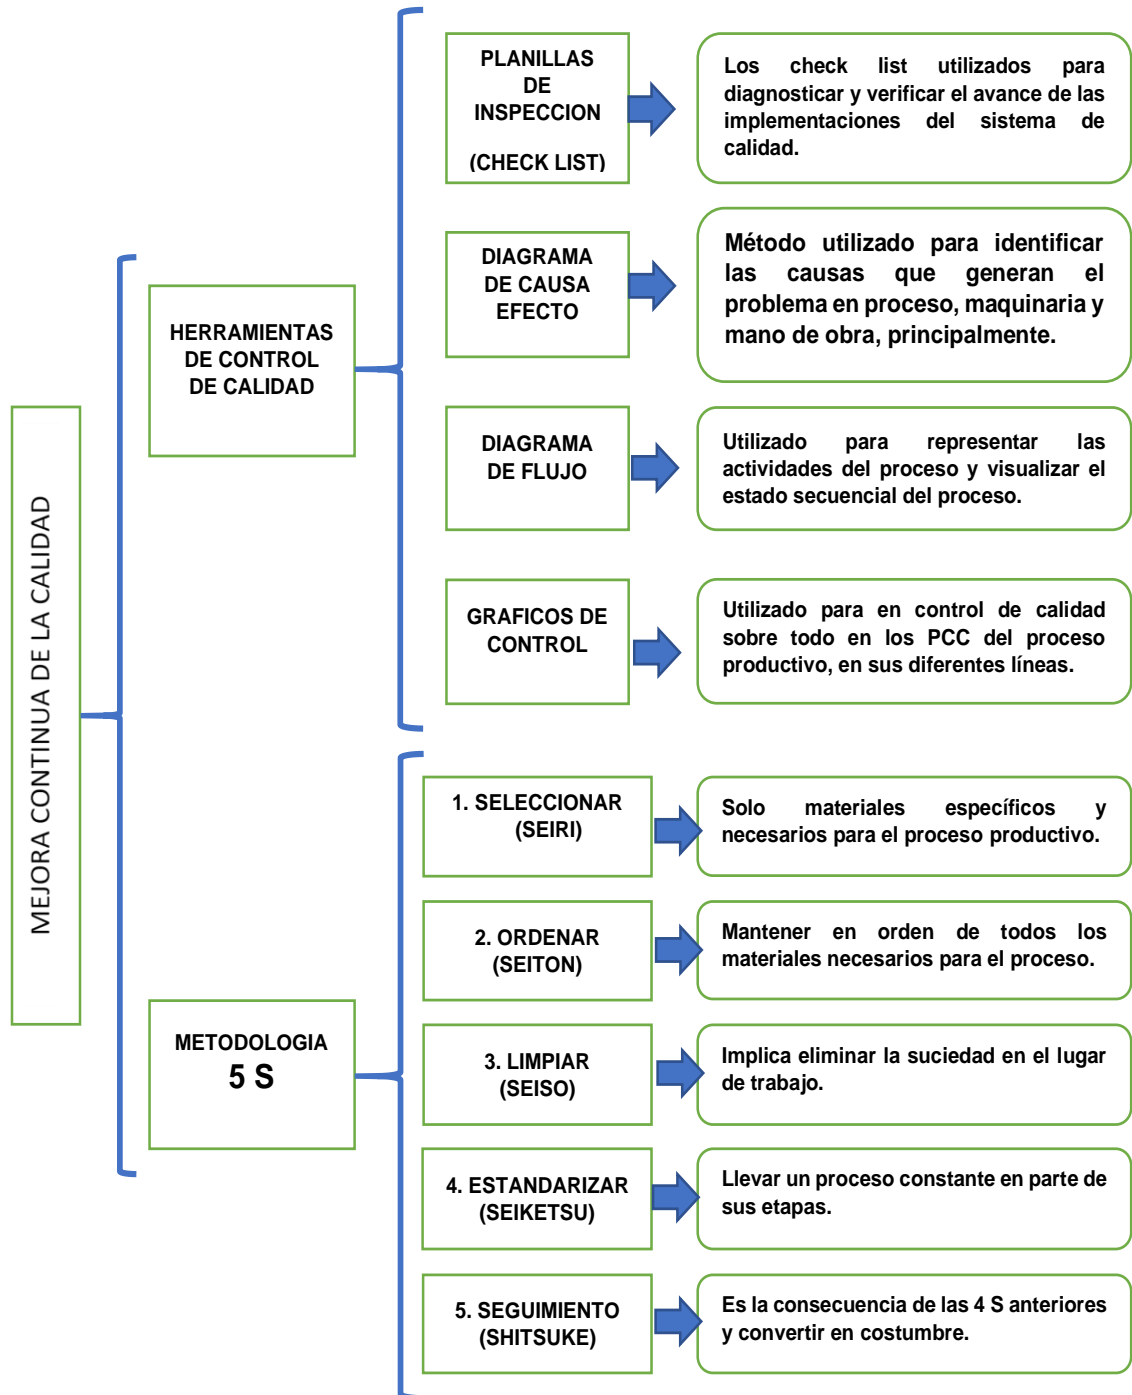 MEJORA CONTINUA DE LA CALIDAD
HERRAMIENTAS
DE CONTROL
DE CALIDAD
PLANILLAS
DE
INSPECCION
(CHECK LIST)
Los check list utilizados para
diagnosticar y verificar el avance de las
implementaciones del sistema de
calidad.
DIAGRAMA
DE CAUSA
EFECTO
Método utilizado para identificar
las causas que generan el
problema en proceso, maquinaria y
mano de obra, principalmente.
DIAGRAMA
DE FLUJO
Utilizado para representar las
actividades del proceso y visualizar el
estado secuencial del proceso.
GRAFICOS DE
CONTROL
Utilizado para en control de calidad
sobre todo en los PCC del proceso
productivo, en sus diferentes líneas.
METODOLOGIA
5 S
1. SELECCIONAR
(SEIRI)
Solo materiales específicos y
necesarios para el proceso productivo.
2. ORDENAR
(SEITON)
Mantener en orden de todos los
materiales necesarios para el proceso.
3. LIMPIAR
(SEISO)
Implica eliminar la suciedad en el lugar
de trabajo.
4. ESTANDARIZAR
(SEIKETSU)
Llevar un proceso constante en parte de
sus etapas.
5. SEGUIMIENTO
(SHITSUKE)
Es la consecuencia de las 4 S anteriores
y convertir en costumbre.